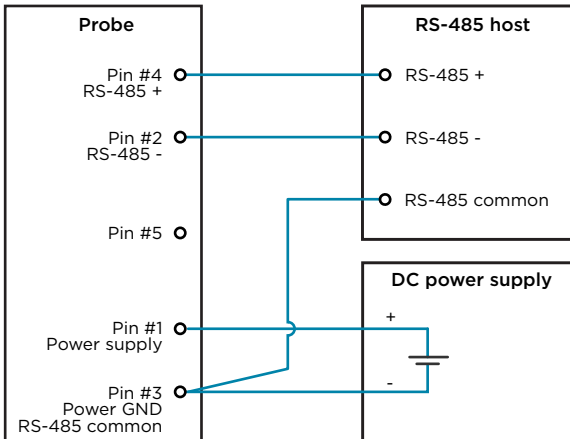 Probe
Pin #4
RS-485 +
Pin #2
RS-485 -
Pin #5
Pin #1
Power supply
Pin #3
Power GND
RS-485 common
RS-485 host
RS-485 +
RS-485 -
RS-485 common
DC power supply
+
-